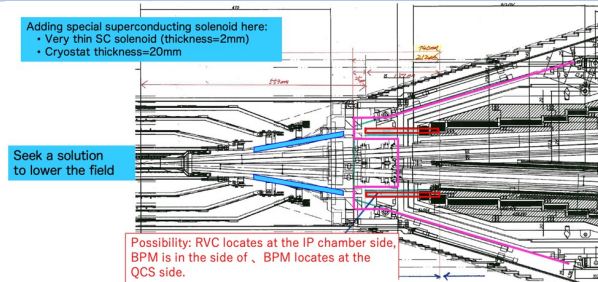 Adding special superconducting solenoid here:
• Very thin SC solenoid (thickness=2mm)
• Cryostat thickness=20mm
Seek a solution
to lower the field
Possibility: RVC locates at the IP chamber side,
BPM is in the side of 、BPM locates at the
QCS side.